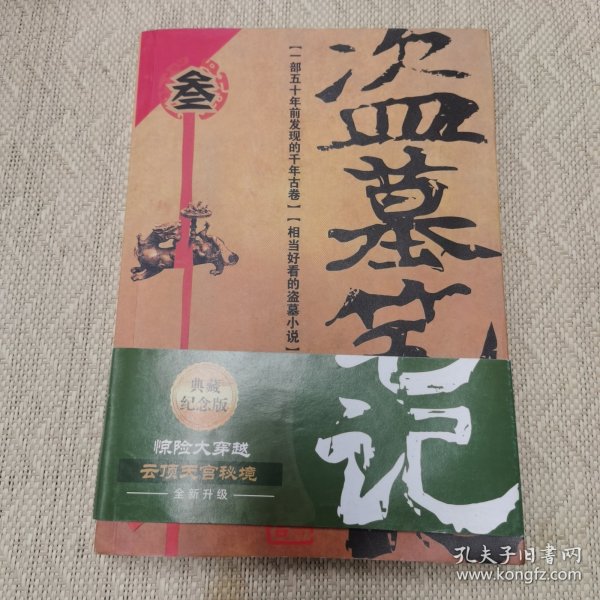 盗墓笔记
叁
【一部五十年前发现的千年古卷】【相当好看的盗墓小说】
典藏
纪念版
惊险大穿越
云顶天宫秘境
全新升级
孔夫子旧书网
www.kongfz.com